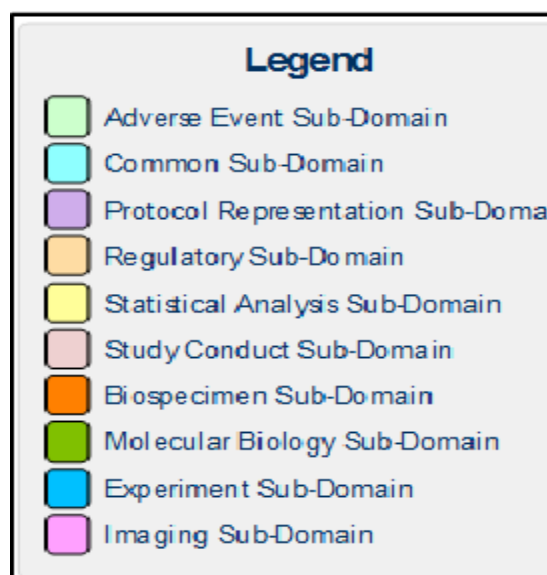 Legend
Adverse Event Sub-Domain
Common Sub-Domain
Protocol Representation Sub-Doma
Regulatory Sub-Domain
Statistical Analysis Sub-Domain
Study Conduct Sub-Domain
Biospecimen Sub-Domain
Molecular Biology Sub-Domain
Experiment Sub-Domain
Imaging Sub-Domain